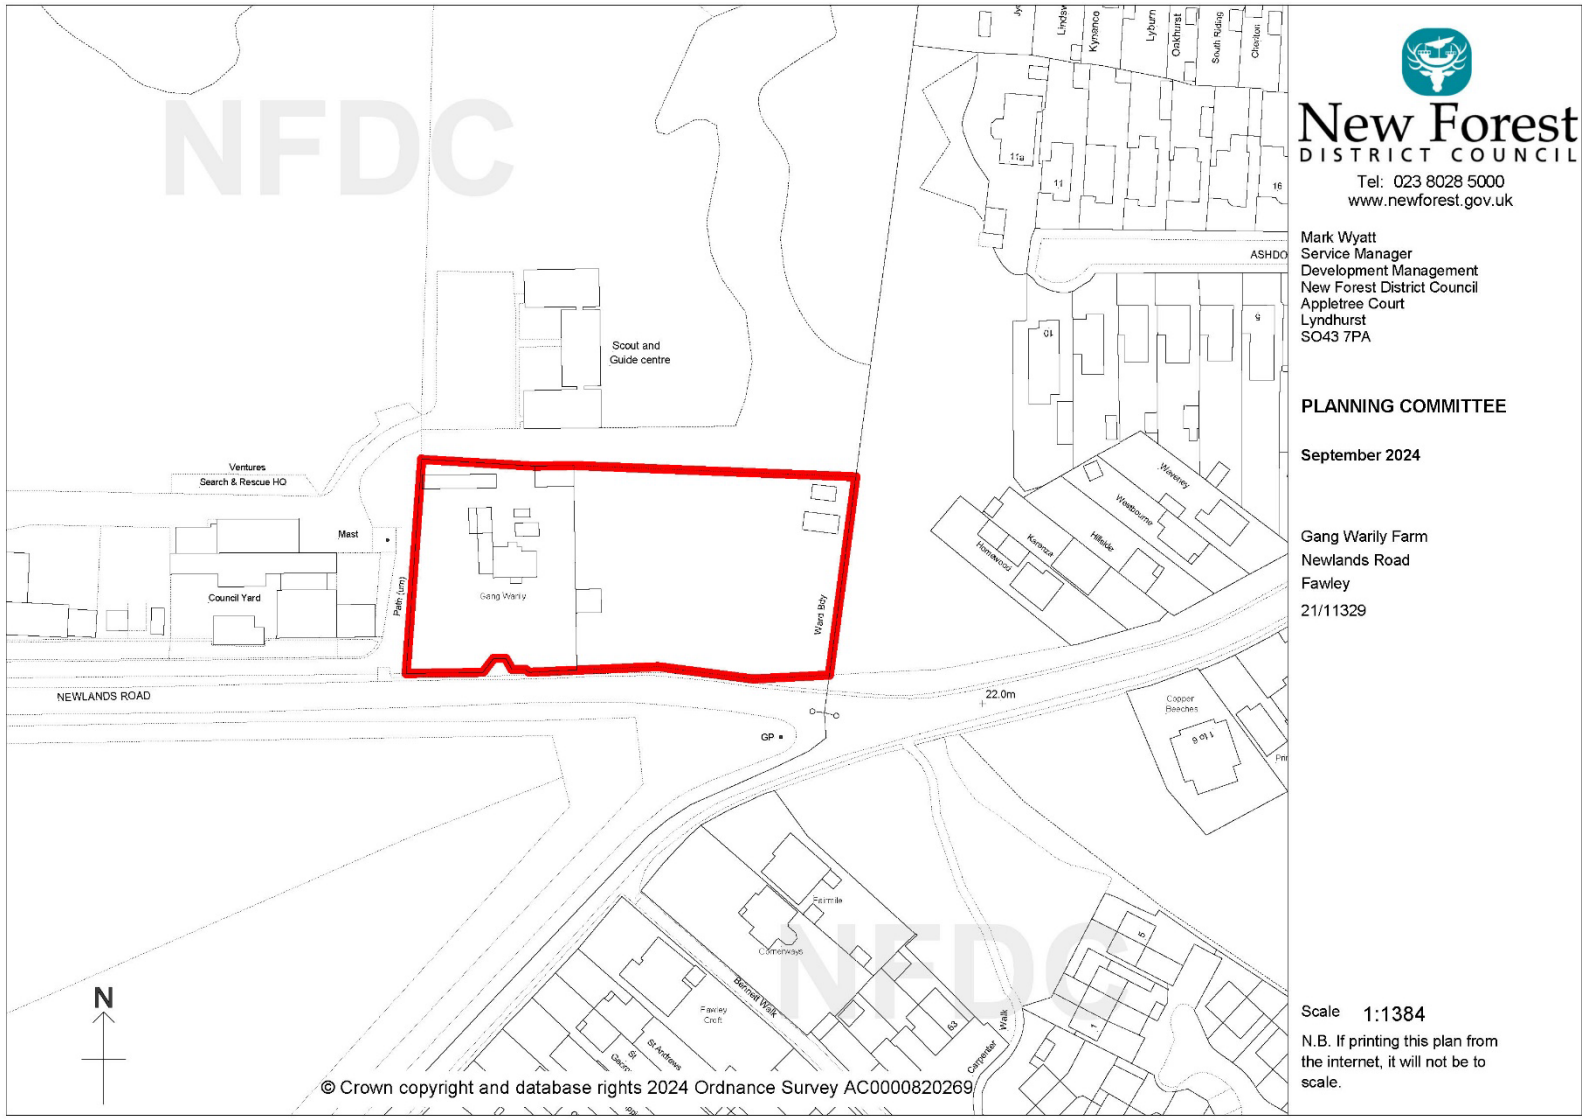 NFDC
Lyburn
Oakhurst
South Riding
Cheriton
Kynance
11a
11
16
ASHDO
10
5
Scout and
Guide centre
Ventures
Search & Rescue HQ
Mast
Council Yard
Path (um)
Gang Warily
Ward Bdy
Waveney
Westbourne
Hillside
Karenza
Homewood
NEWLANDS ROAD
22.0m
GP
Copper
Beeches
1 to 6
Fairmile
Cornerways
NFDC
Bennett Walk
Fawley
Croft
63
St Andrews
St
Carpenter Walk
1
© Crown copyright and database rights 2024 Ordnance Survey AC0000820269
N
New Forest
DISTRICT COUNCIL
Tel: 023 8028 5000
www.newforest.gov.uk
Mark Wyatt
Service Manager
Development Management
New Forest District Council
Appletree Court
Lyndhurst
SO43 7PA
PLANNING COMMITTEE
September 2024
Gang Warily Farm
Newlands Road
Fawley
21/11329
Scale 1:1384
N.B. If printing this plan from
the internet, it will not be to
scale.